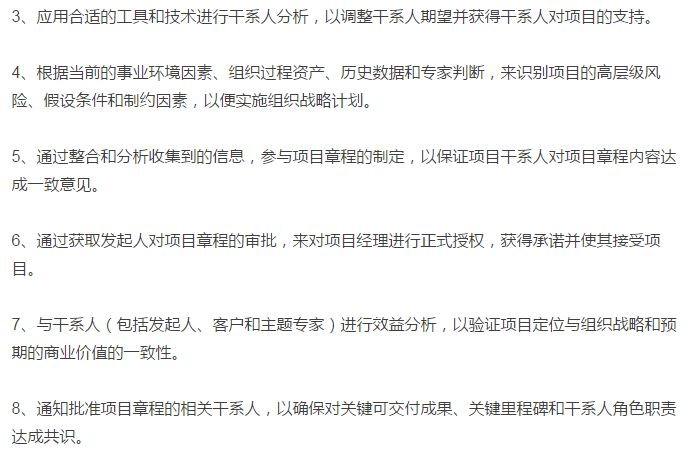 3、应用合适的工具和技术进行干系人分析，以调整干系人期望并获得干系人对项目的支持。
4、根据当前的事业环境因素、组织过程资产、历史数据和专家判断，来识别项目的高层级风
险、假设条件和制约因素，以便实施组织战略计划。
5、通过整合和分析收集到的信息，参与项目章程的制定，以保证项目干系人对项目章程内容达
成一致意见。
6、通过获取发起人对项目章程的审批，来对项目经理进行正式授权，获得承诺并使其接受项
目。
7、与干系人（包括发起人、客户和主题专家）进行效益分析，以验证项目定位与组织战略和预
期的商业价值的一致性。
8、通知批准项目章程的相关干系人，以确保对关键可交付成果、关键里程碑和干系人角色职责
达成共识。